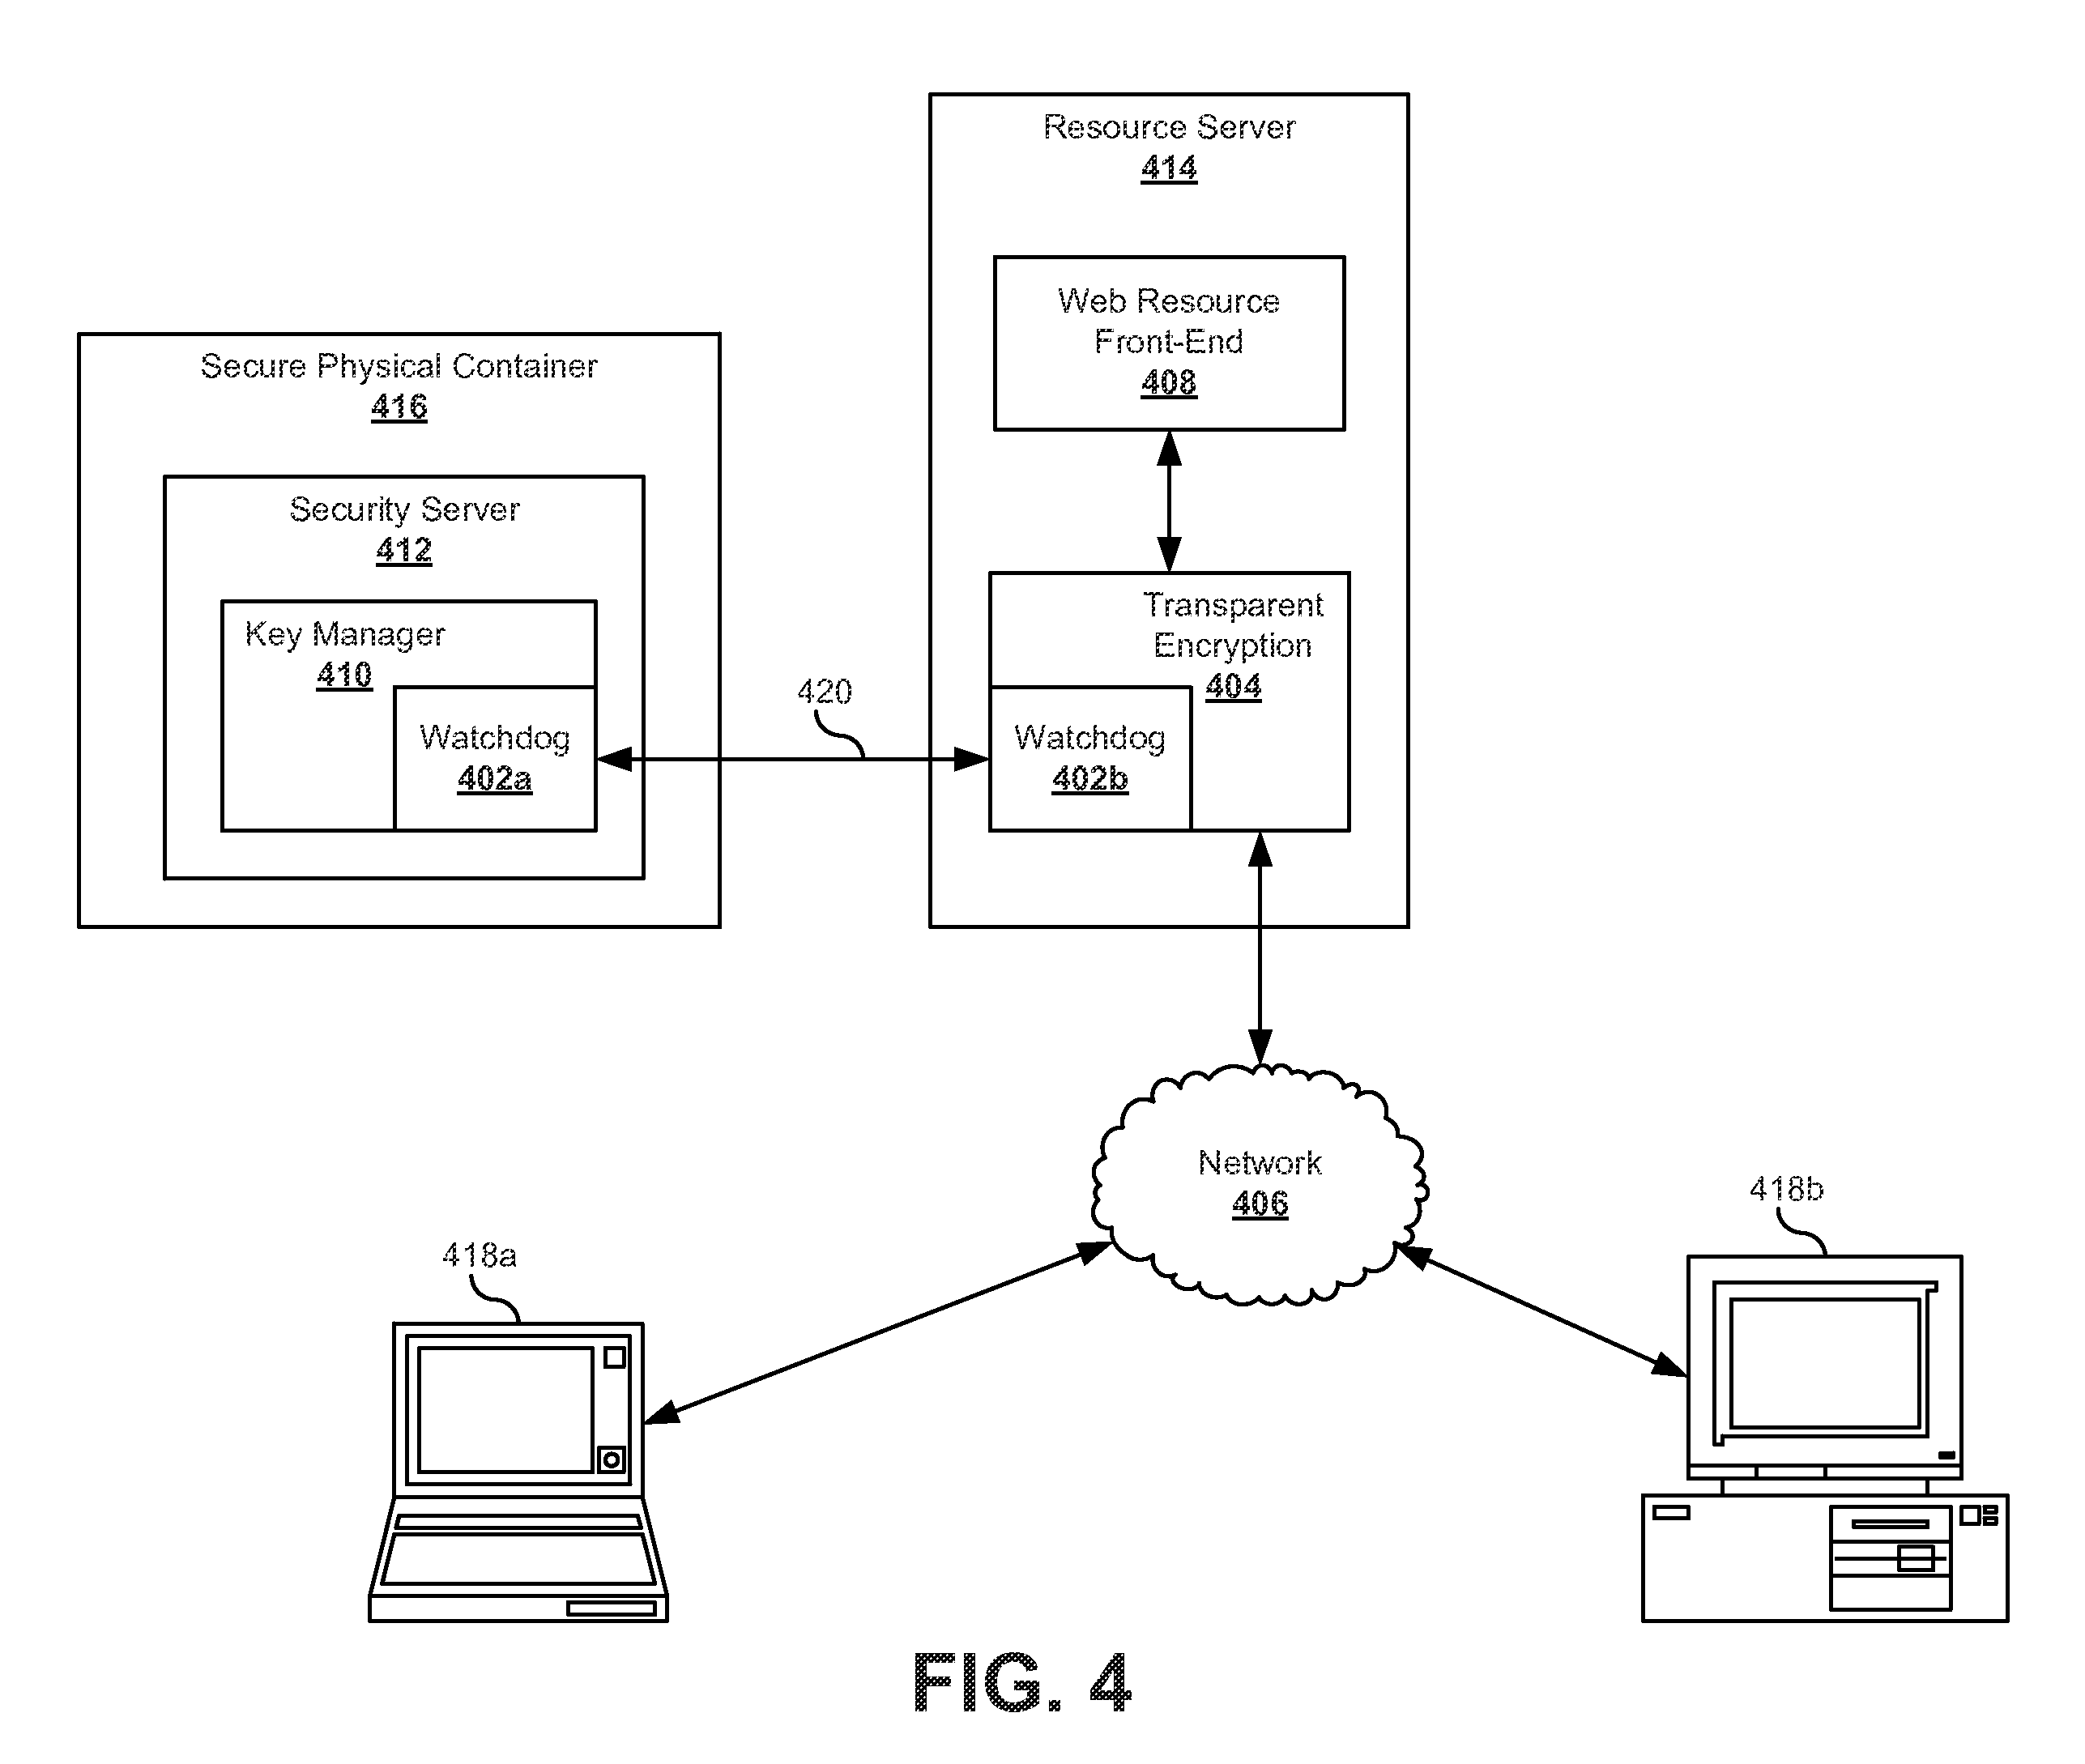 Resource Server
414
Web Resource
Front-End
408
Secure Physical Container
416
Security Server
412
Key Manager
410
Watchdog
402a
420
Transparent
Encryption
404
Watchdog
402b
Network
406
418a
418b
FIG. 4